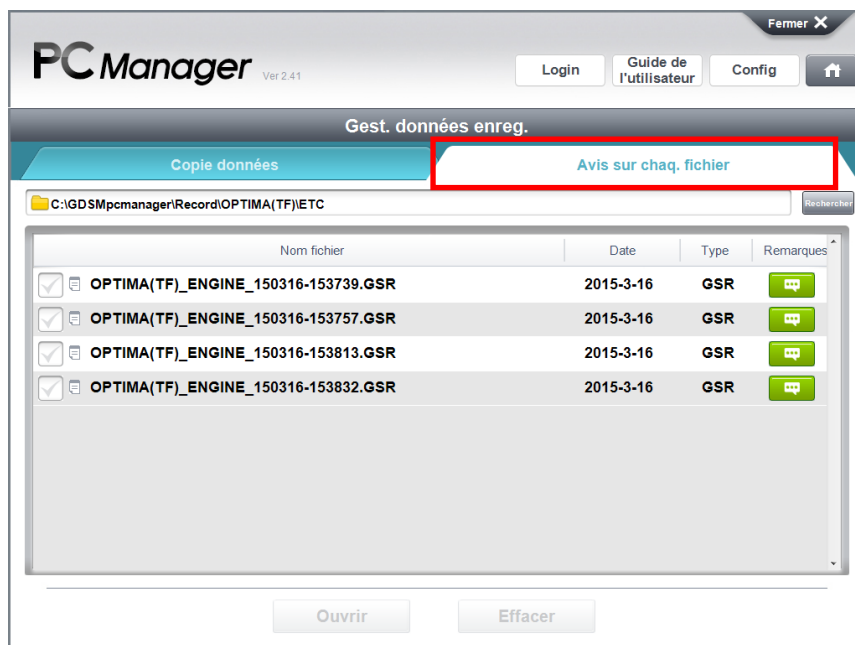 Fermer
PC Manager Ver 2.41
Login
Guide de
l'utilisateur
Config
Gest. données enreg.
Copie données
Avis sur chaq. fichier
C:\GDSMpcmanager\Record\OPTIMA(TF)\ETC
Rechercher
Nom fichier Date Type Remarques
OPTIMA(TF)_ENGINE_150316-153739.GSR 2015-3-16 GSR
OPTIMA(TF)_ENGINE_150316-153757.GSR 2015-3-16 GSR
OPTIMA(TF)_ENGINE_150316-153813.GSR 2015-3-16 GSR
OPTIMA(TF)_ENGINE_150316-153832.GSR 2015-3-16 GSR
Ouvrir
Effacer